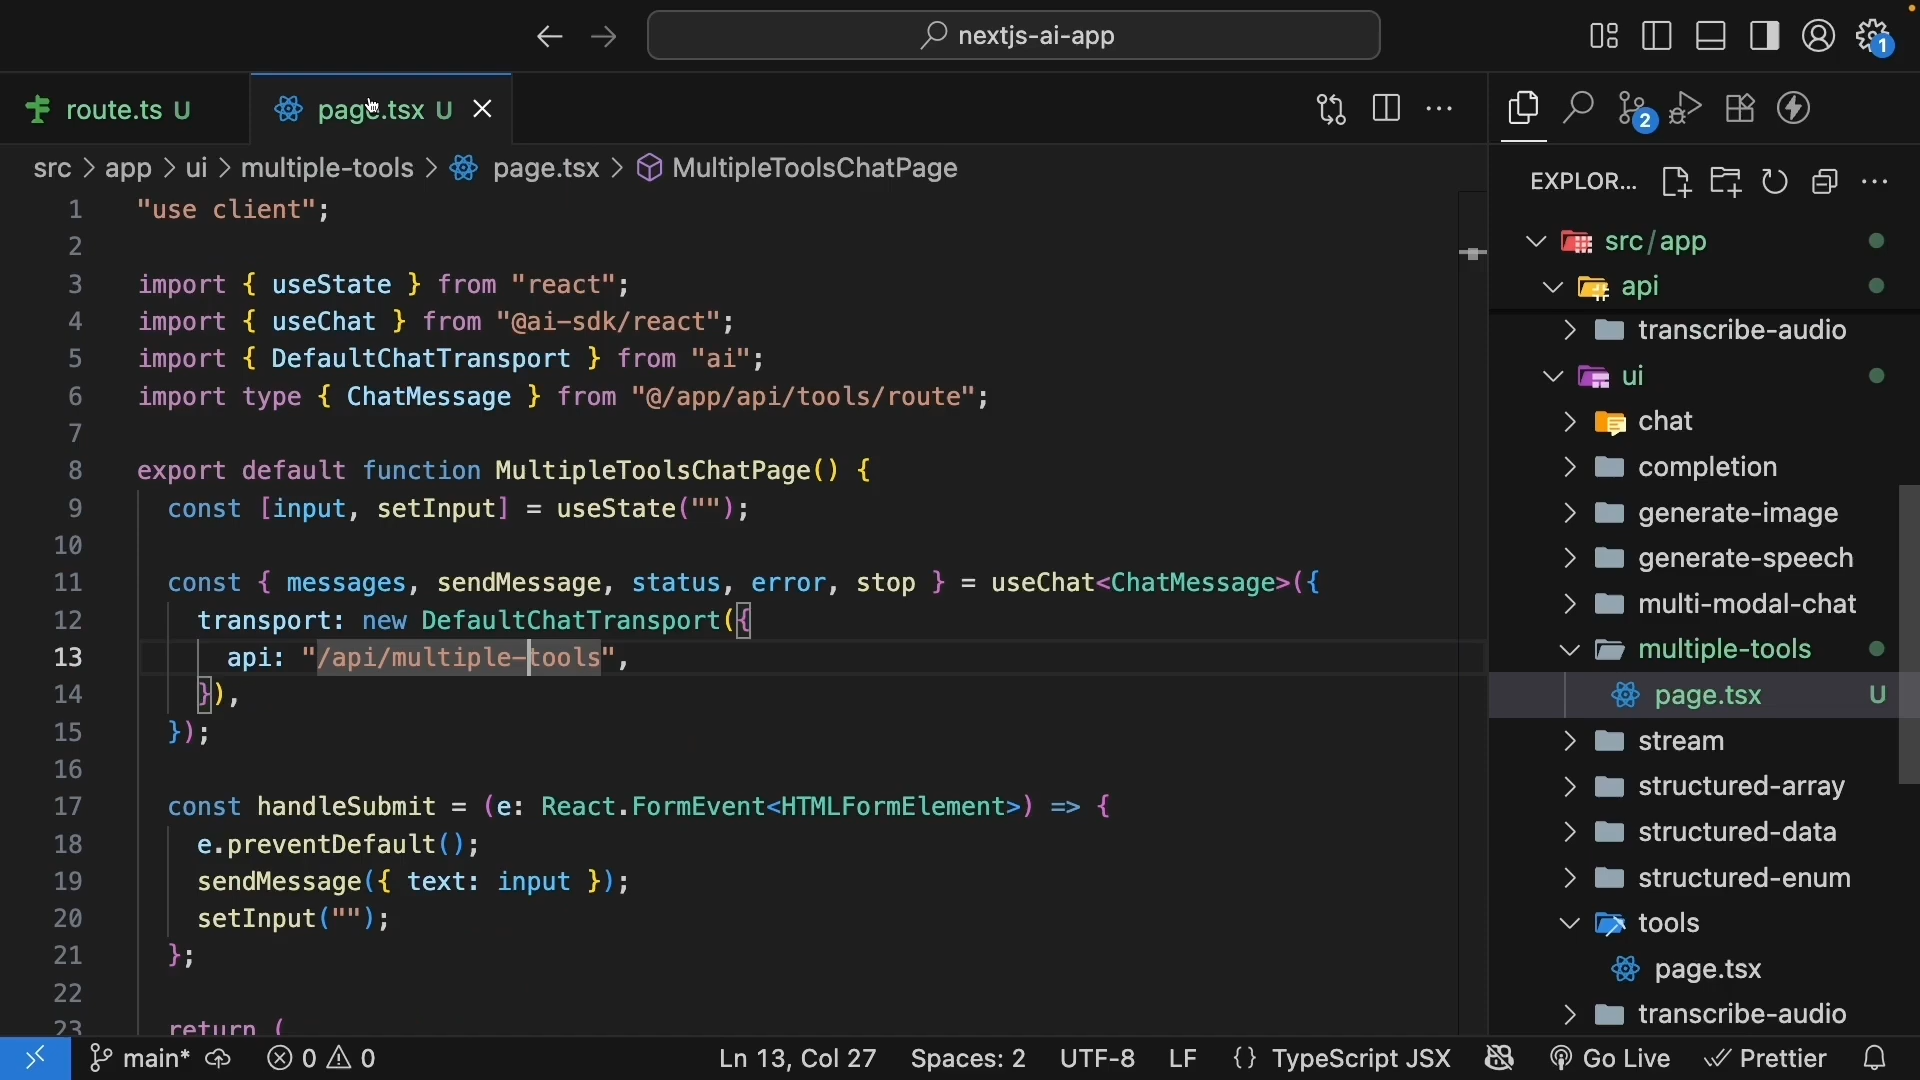 nextjs-ai-app
1
route.ts U
page.tsx U
2
src > app > ui > multiple-tools > page.tsx > MultipleToolsChatPage
EXPLOR...
1 "use client";
2
3 import { useState } from "react";
4 import { useChat } from "@ai-sdk/react";
5 import { DefaultChatTransport } from "ai";
6 import type { ChatMessage } from "@/app/api/tools/route";
7
8 export default function MultipleToolsChatPage() {
9 const [input, setInput] = useState("");
10
11 const { messages, sendMessage, status, error, stop } = useChat<ChatMessage>({
12 transport: new DefaultChatTransport({
13 api: "/api/multiple-tools",
14 }),
15 });
16
17 const handleSubmit = (e: React.FormEvent<HTMLFormElement>) => {
18 e.preventDefault();
19 sendMessage({ text: input });
20 setInput("");
21 };
22
23 return (
src/app
api
transcribe-audio
ui
chat
completion
generate-image
generate-speech
multi-modal-chat
multiple-tools
page.tsx U
stream
structured-array
structured-data
structured-enum
tools
page.tsx
transcribe-audio
main* 0 0 Ln 13, Col 27 Spaces: 2 UTF-8 LF {} TypeScript JSX Go Live Prettier